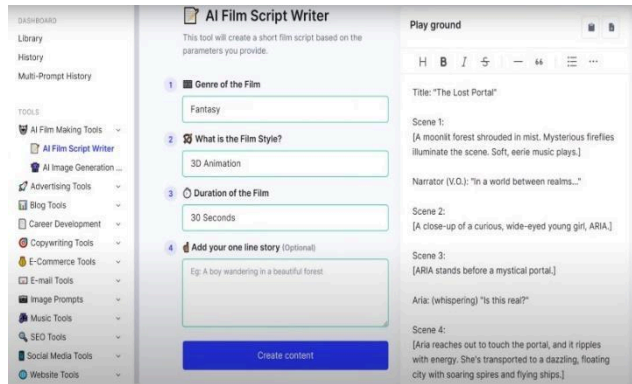 DASHBOARD
Library
History
Multi-Prompt History
TOOLS
AI Film Making Tools
AI Film Script Writer
AI Image Generation ...
Advertising Tools
Blog Tools
Career Development
Copywriting Tools
E-Commerce Tools
E-mail Tools
Image Prompts
Music Tools
SEO Tools
Social Media Tools
Website Tools
AI Film Script Writer
This tool will create a short film script based on the
parameters you provide.
1 Genre of the Film
Fantasy
2 What is the Film Style?
3D Animation
3 Duration of the Film
30 Seconds
4 Add your one line story (Optional)
Eg: A boy wandering in a beautiful forest
Create content
Play ground
H B I S — 66 ...
Title: "The Lost Portal"
Scene 1:
[A moonlit forest shrouded in mist. Mysterious fireflies
illuminate the scene. Soft, eerie music plays.]
Narrator (V.O.): "In a world between realms..."
Scene 2:
[A close-up of a curious, wide-eyed young girl, ARIA.]
Scene 3:
[ARIA stands before a mystical portal.]
Aria: (whispering) "Is this real?"
Scene 4:
[Aria reaches out to touch the portal, and it ripples
with energy. She's transported to a dazzling, floating
city with soaring spires and flying ships.]